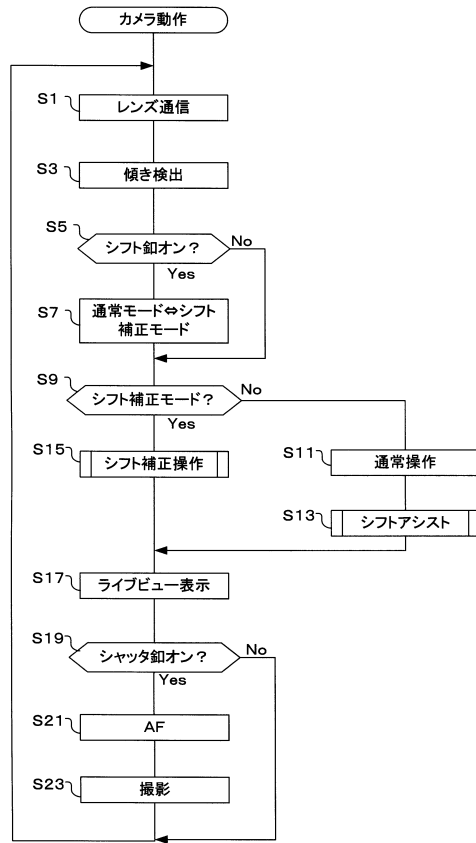 カメラ動作
S1
レンズ通信
S3
傾き検出
S5
シフト釦オン?
No
Yes
S7
通常モード⇔シフト
補正モード
S9
シフト補正モード?
No
Yes
S15
シフト補正操作
S11
通常操作
S13
シフトアシスト
S17
ライブビュー表示
S19
シャッタ釦オン?
No
Yes
S21
AF
S23
撮影